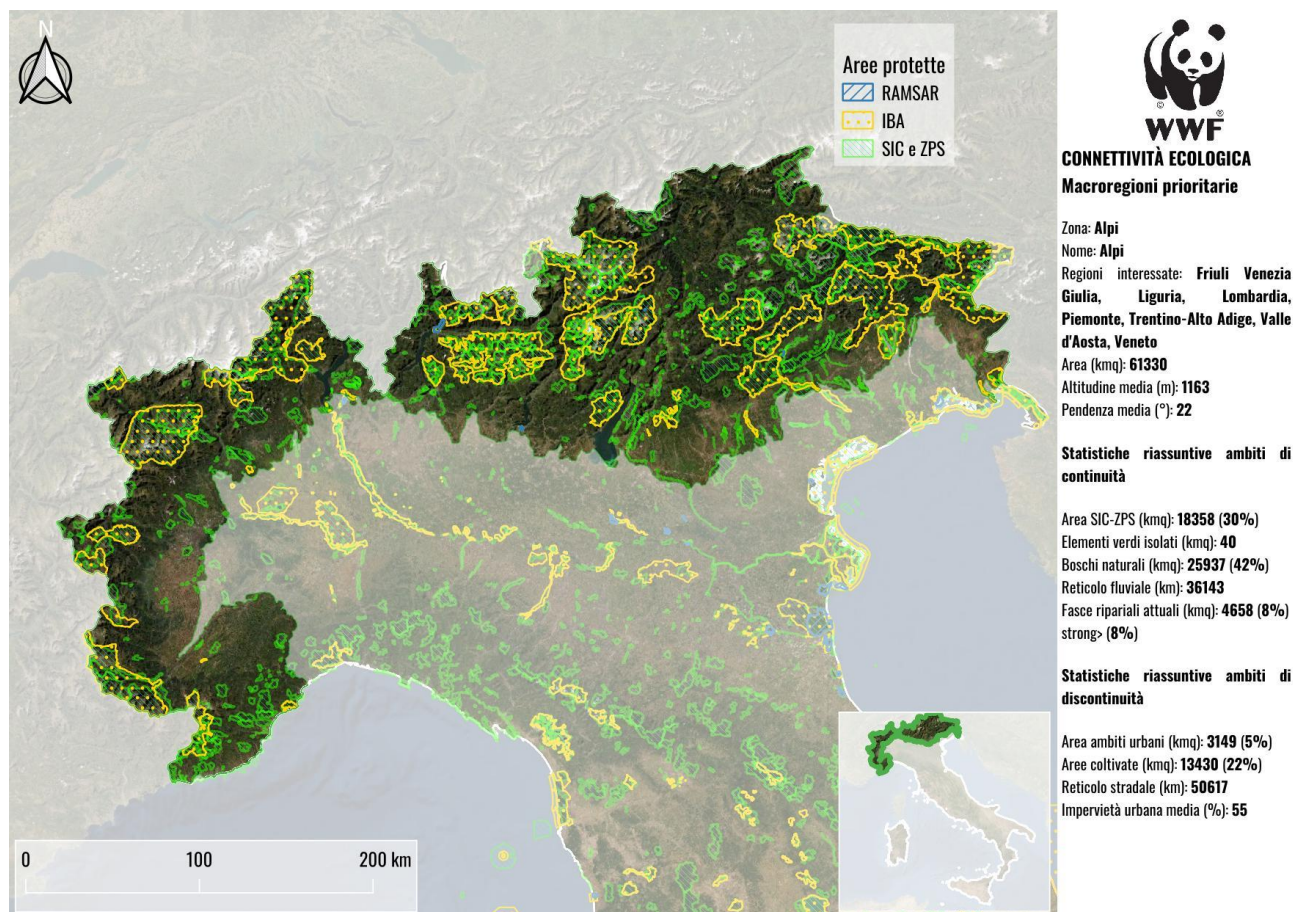 N
Aree protette
RAMSAR
IBA
SIC e ZPS
0 100 200 km
©
®
WWF
CONNETTIVITÀ ECOLOGICA
Macroregioni prioritarie
Zona: Alpi
Nome: Alpi
Regioni interessate: Friuli Venezia
Giulia, Liguria, Lombardia,
Piemonte, Trentino-Alto Adige, Valle
d'Aosta, Veneto
Area (kmq): 61330
Altitudine media (m): 1163
Pendenza media (°): 22
Statistiche riassuntive ambiti di
continuità
Area SIC-ZPS (kmq): 18358 (30%)
Elementi verdi isolati (kmq): 40
Boschi naturali (kmq): 25937 (42%)
Reticolo fluviale (km): 36143
Fasce ripariali attuali (kmq): 4658 (8%)
strong> (8%)
Statistiche riassuntive ambiti di
discontinuità
Area ambiti urbani (kmq): 3149 (5%)
Aree coltivate (kmq): 13430 (22%)
Reticolo stradale (km): 50617
Impervietà urbana media (%): 55